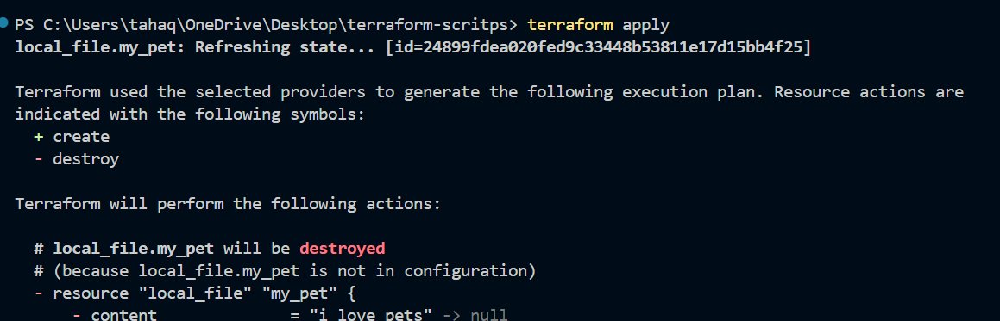 PS C:\Users\tahaq\OneDrive\Desktop\terraform-scritps> terraform apply
local_file.my_pet: Refreshing state... [id=24899fdea020fed9c33448b53811e17d15bb4f25]
Terraform used the selected providers to generate the following execution plan. Resource actions are
indicated with the following symbols:
+ create
- destroy
Terraform will perform the following actions:
# local_file.my_pet will be destroyed
# (because local_file.my_pet is not in configuration)
- resource "local_file" "my_pet" {
- content = "i love pets" -> null